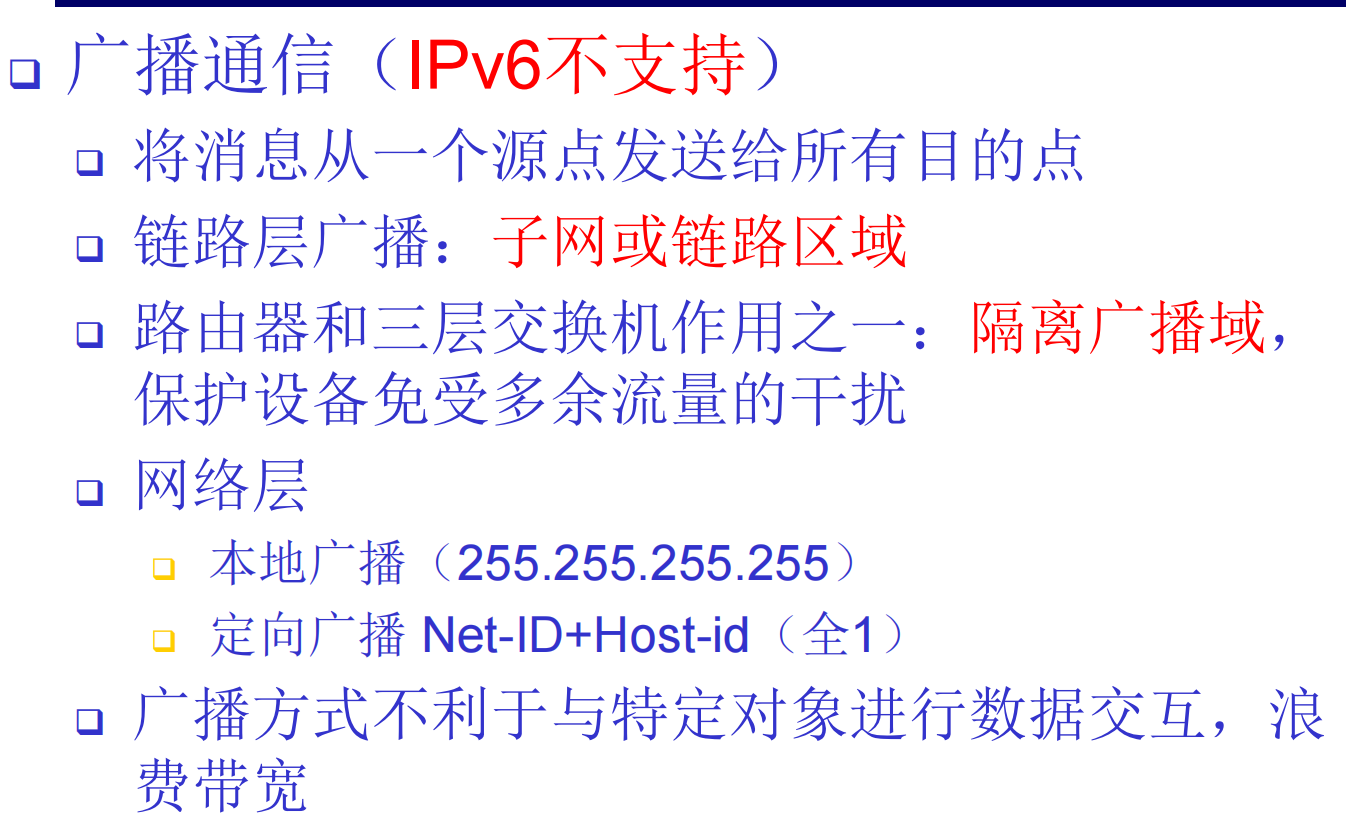 广播通信（IPv6不支持）
将消息从一个源点发送给所有目的点
链路层广播：子网或链路区域
路由器和三层交换机作用之一：隔离广播域，
保护设备免受多余流量的干扰
网络层
本地广播（255.255.255.255）
定向广播 Net-ID+Host-id（全1）
广播方式不利于与特定对象进行数据交互，浪
费带宽